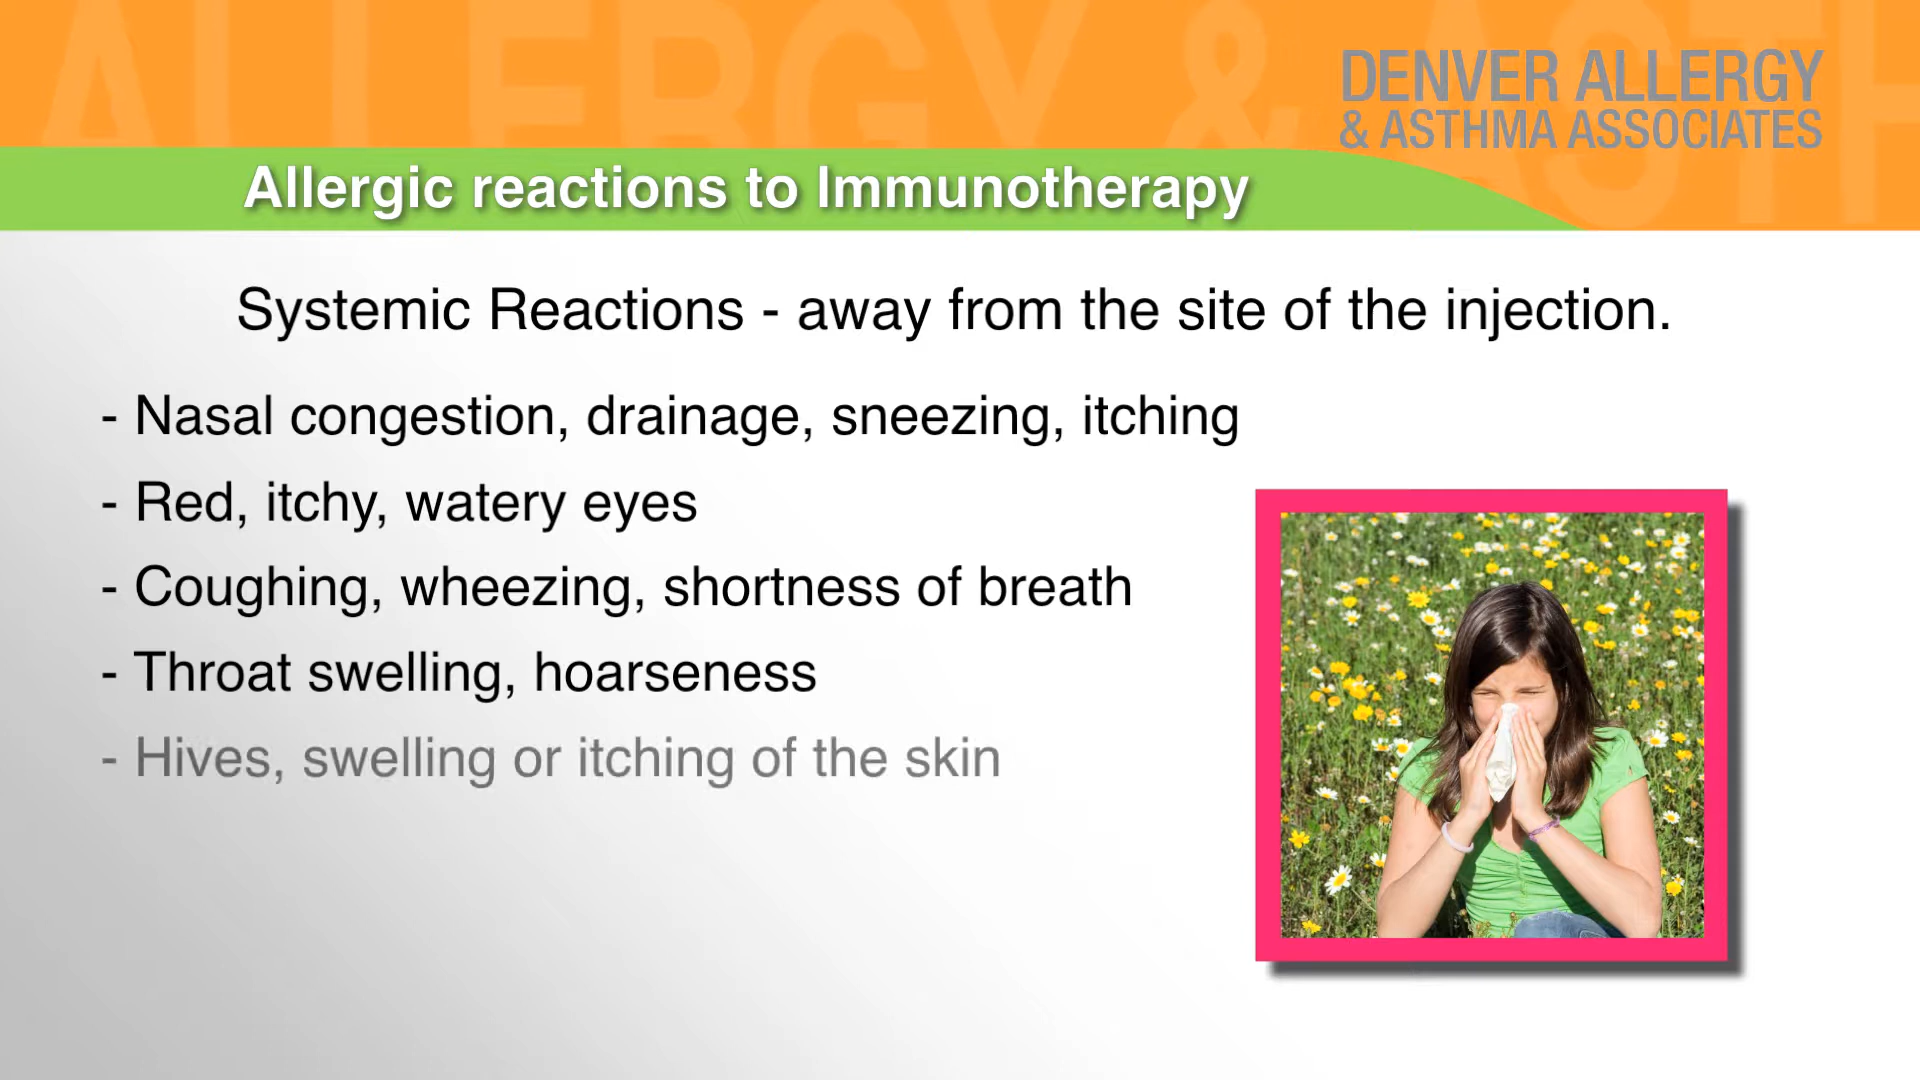 ALLERGY & ASTH
DENVER ALLERGY
& ASTHMA ASSOCIATES
Allergic reactions to Immunotherapy
Systemic Reactions - away from the site of the injection.
- Nasal congestion, drainage, sneezing, itching
- Red, itchy, watery eyes
- Coughing, wheezing, shortness of breath
- Throat swelling, hoarseness
- Hives, swelling or itching of the skin